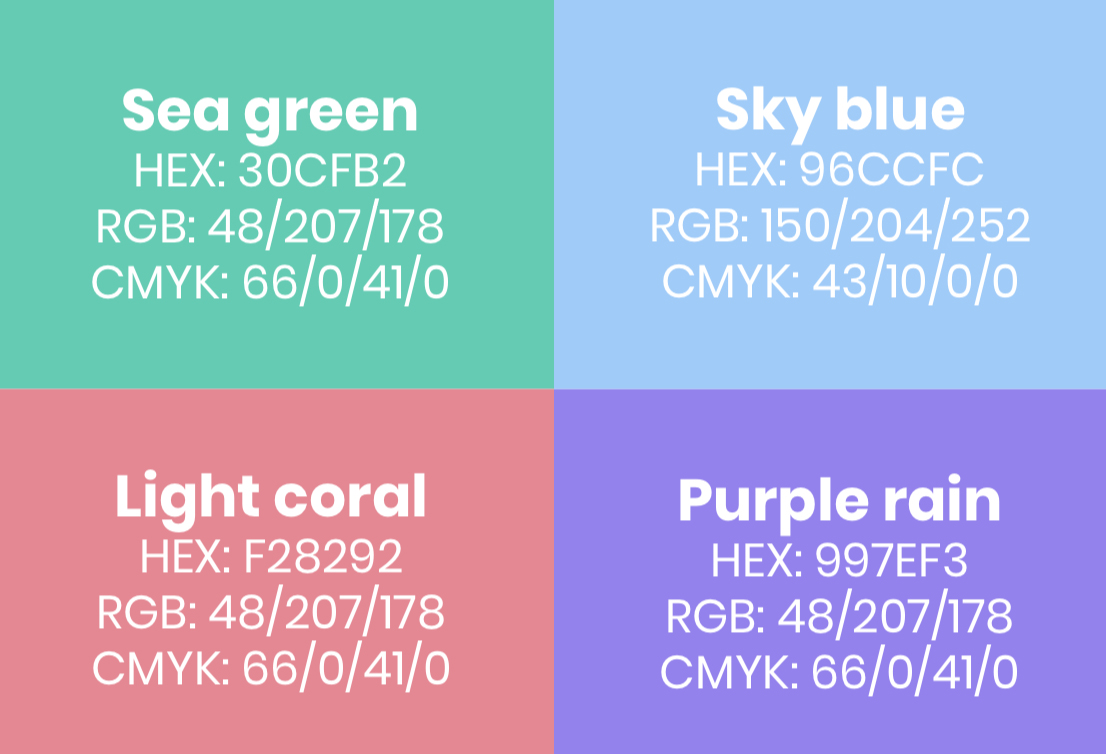 Sea green
HEX: 30CFB2
RGB: 48/207/178
CMYK: 66/0/41/0
Sky blue
HEX: 96CCFC
RGB: 150/204/252
CMYK: 43/10/0/0
Light coral
HEX: F28292
RGB: 48/207/178
CMYK: 66/0/41/0
Purple rain
HEX: 997EF3
RGB: 48/207/178
CMYK: 66/0/41/0